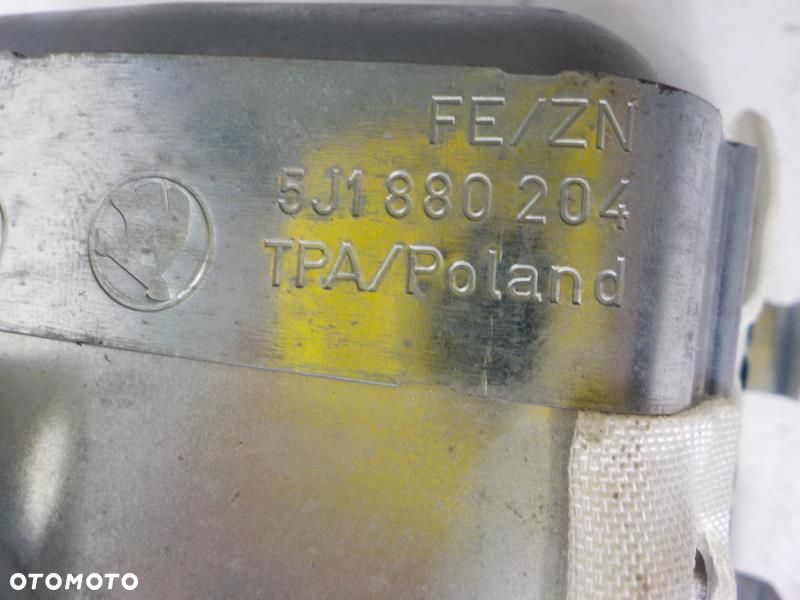 FE/ZN
5J1 880 204
TPA/Poland
OTOMOTO